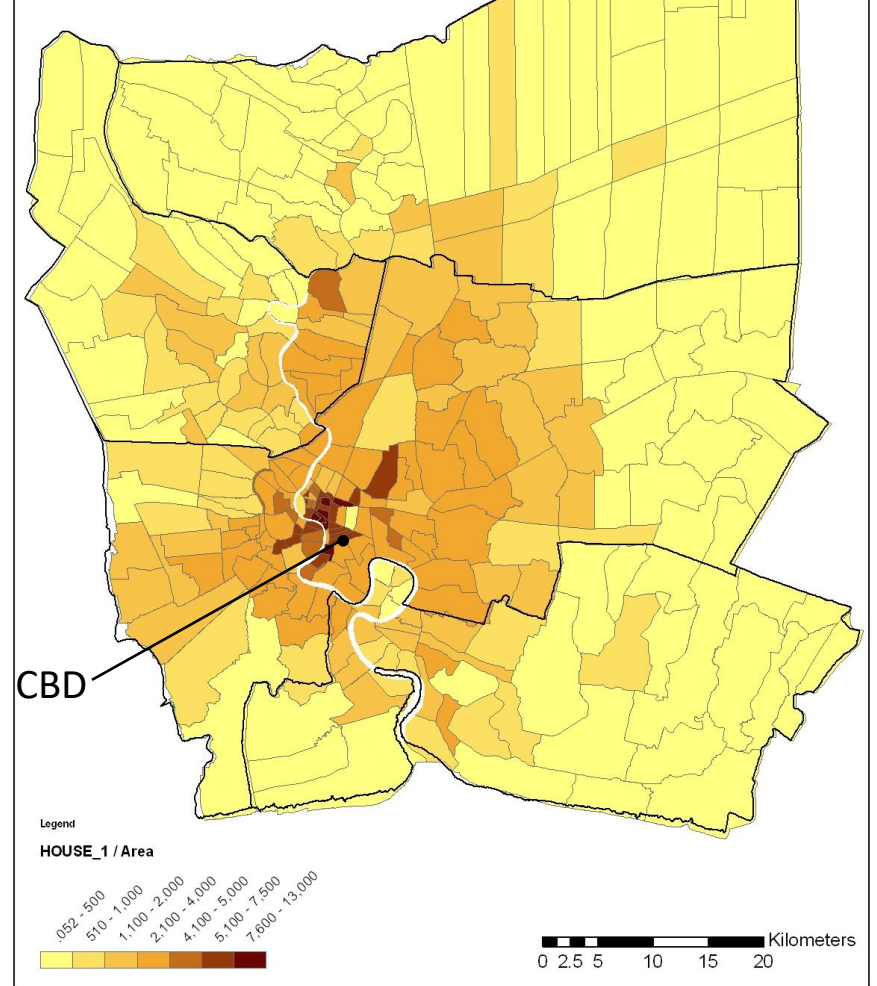 CBD
Legend
HOUSE_1 / Area
.052 - 500
510 - 1,000
1,100 - 2,000
2,100 - 4,000
4,100 - 5,000
5,100 - 7,500
7,600 - 13,000
Kilometers
0 2.5 5 10 15 20